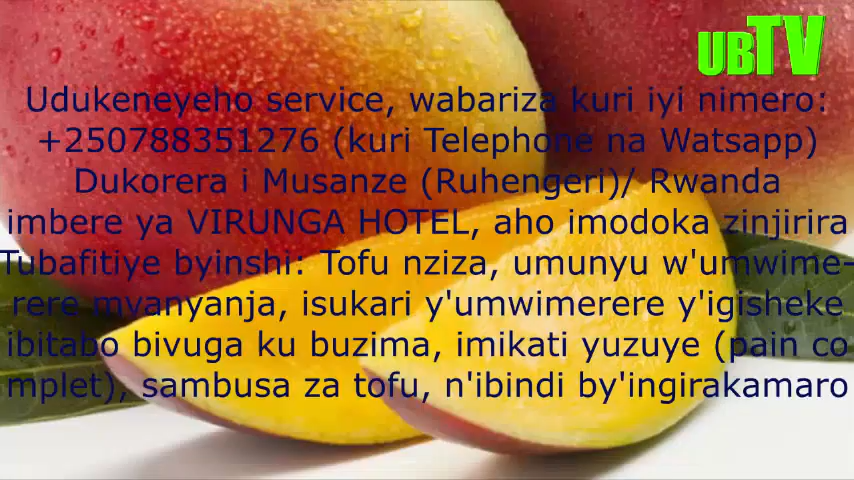 UBTV
Udukeneyeho service, wabariza kuri iyi nimero:
+250788351276 (kuri Telephone na Watsapp)
Dukorera i Musanze (Ruhengeri)/ Rwanda
imbere ya VIRUNGA HOTEL, aho imodoka zinjirira
Tubafitiye byinshi: Tofu nziza, umunyu w'umwime-
rere mvanyanja, isukari y'umwimerere y'igisheke
ibitabo bivuga ku buzima, imikati yuzuye (pain co
mplet), sambusa za tofu, n'ibindi by'ingirakamaro